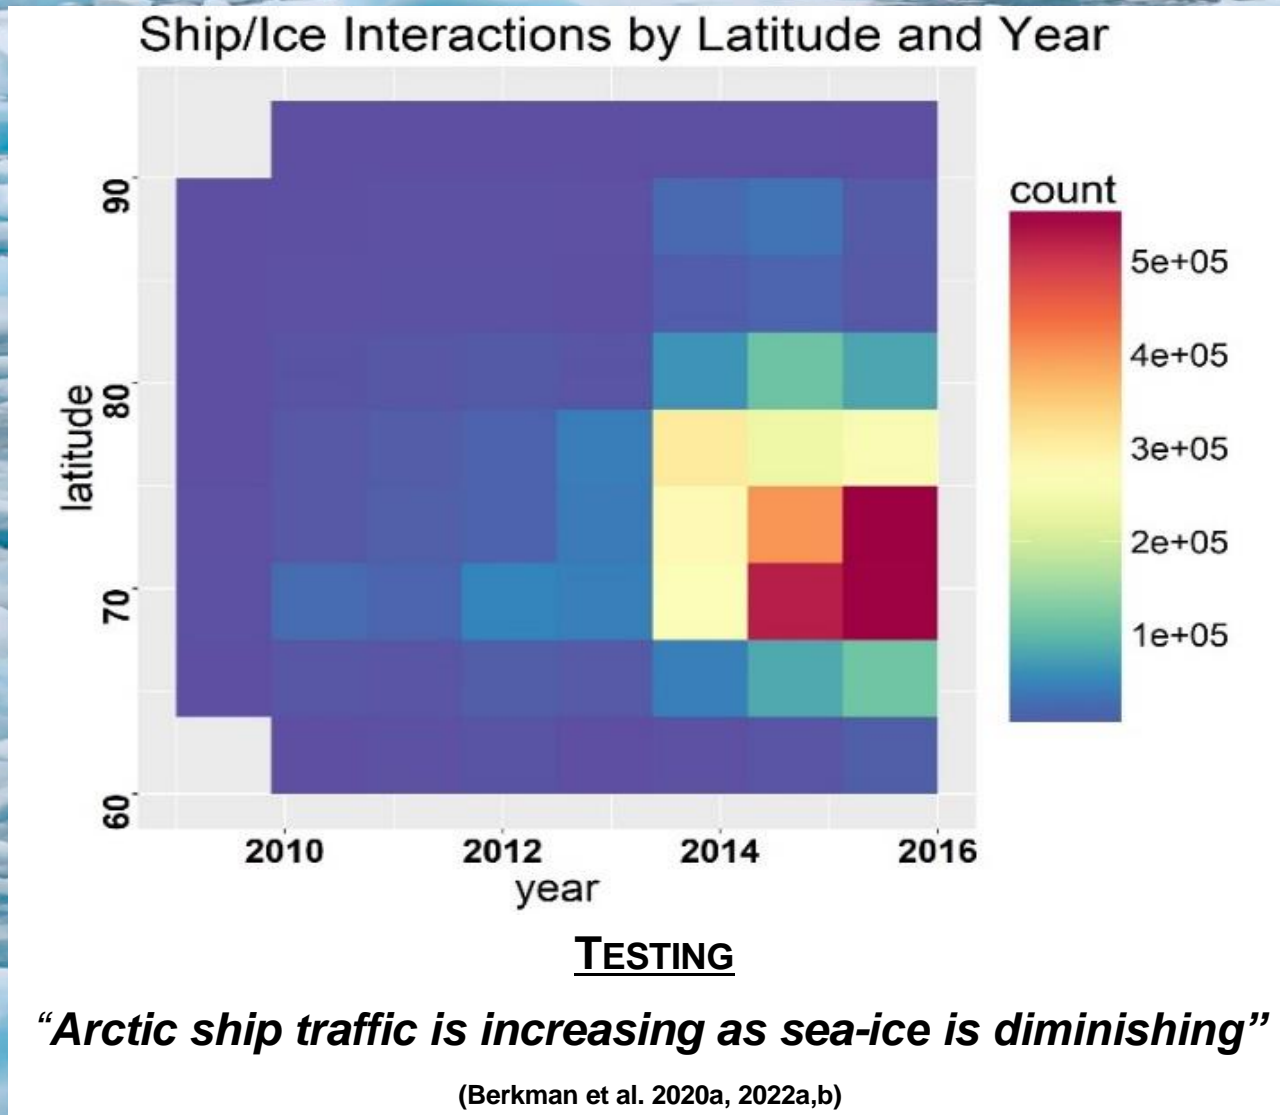 Ship/Ice Interactions by Latitude and Year
count
5e+05
4e+05
3e+05
2e+05
1e+05
latitude
90
80
70
60
2010 2012 2014 2016
year
TESTING
“Arctic ship traffic is increasing as sea-ice is diminishing”
(Berkman et al. 2020a, 2022a,b)